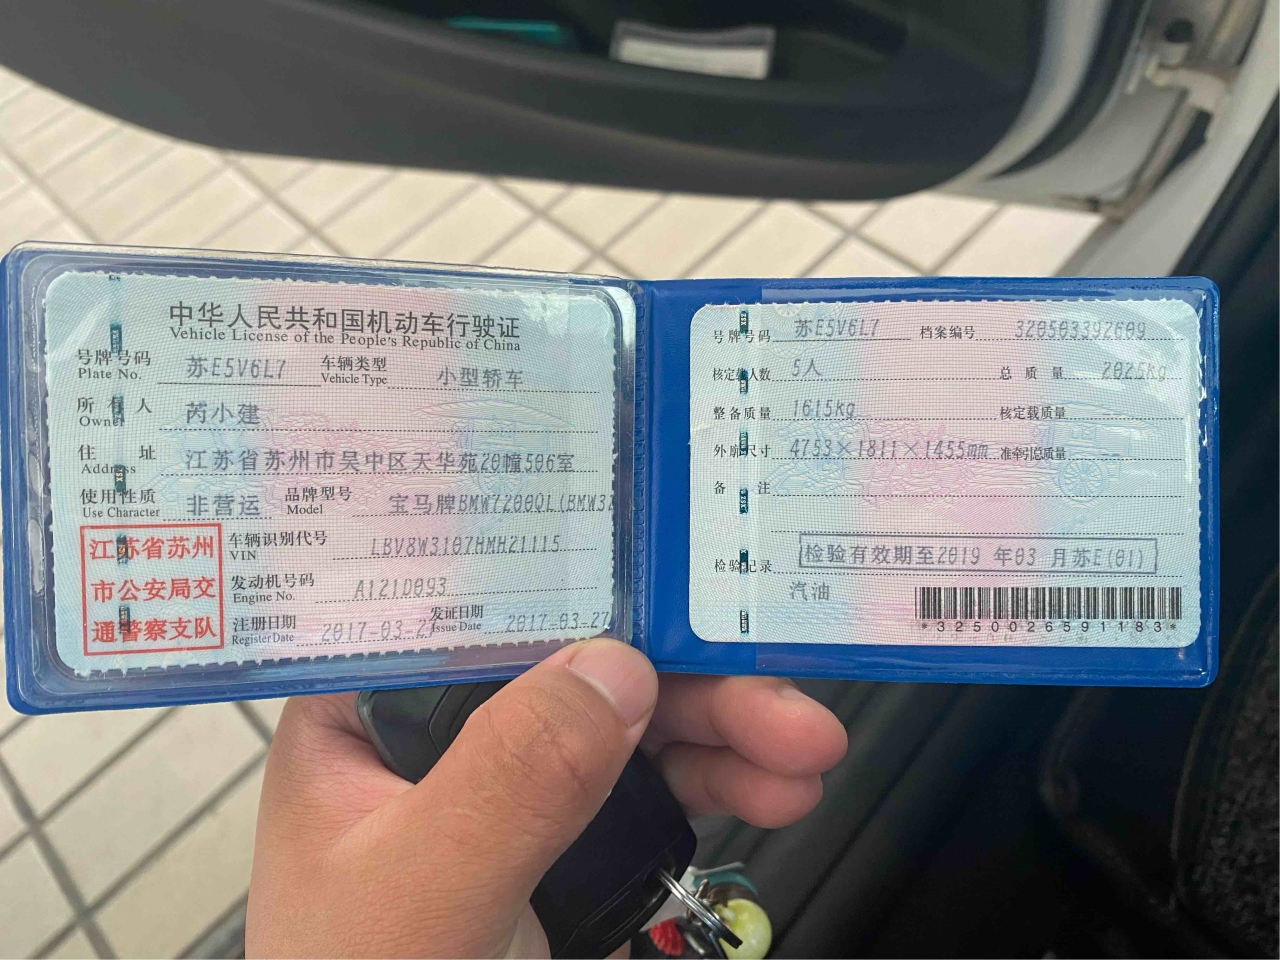 中华人民共和国机动车行驶证
Vehicle License of the People's Republic of China
号牌号码 苏E5V6L7 车辆类型 小型轿车
Plate No. Vehicle Type
所有人 芮小建
Owner
住址 江苏省苏州市吴中区天华苑20幢506室
Address
使用性质 非营运 品牌型号 宝马牌BMW7200QL(BMW32
Use Character Model
江苏省苏州
市公安局交
通警察支队
车辆识别代号 LBV8W3107HMH21115
VIN
发动机号码 A121D093
Engine No.
注册日期 2017-03-27 发证日期 2017-03-27
Register Date Issue Date
号牌号码 苏E5V6L7 档案编号 320503392609
核定载人数 5人 总质量 2025kg
整备质量 1615kg 核定载质量 --
外廓尺寸 4753×1811×1455mm 准牵引总质量 --
备注
检验记录 检验有效期至2019 年03 月苏E(01)
汽油
*3250026591183*